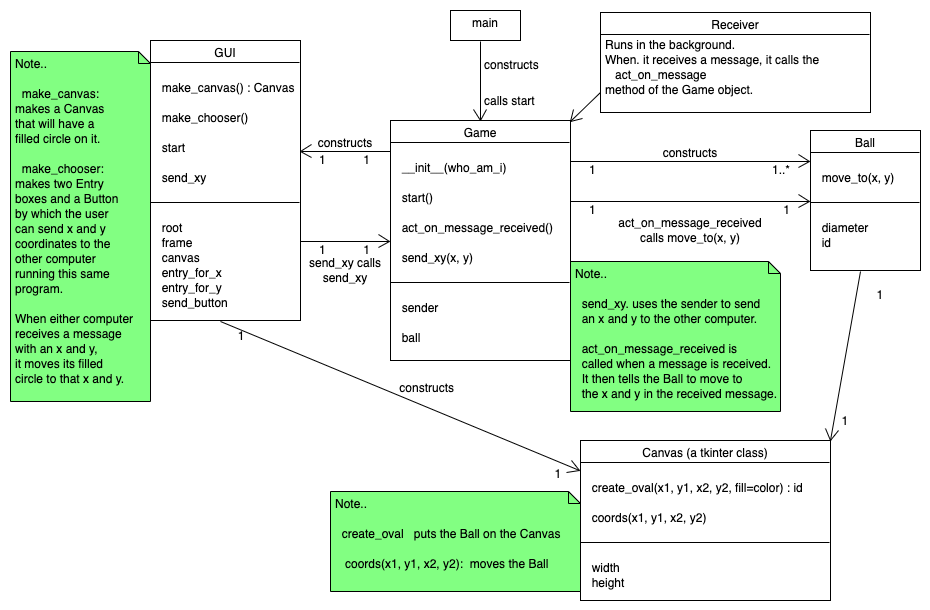 main
constructs
calls start
Receiver
Runs in the background.
When. it receives a message, it calls the
act_on_message
method of the Game object.
Note..
make_canvas:
makes a Canvas
that will have a
filled circle on it.
make_chooser:
makes two Entry
boxes and a Button
by which the user
can send x and y
coordinates to the
other computer
running this same
program.
When either computer
receives a message
with an x and y,
it moves its filled
circle to that x and y.
GUI
make_canvas() : Canvas
make_chooser()
start
send_xy
root
frame
canvas
entry_for_x
entry_for_y
send_button
constructs
1 1
1 1
send_xy calls
send_xy
Game
__init__(who_am_i)
start()
act_on_message_received()
send_xy(x, y)
sender
ball
constructs
1 1..*
1 1
act_on_message_received
calls move_to(x, y)
Ball
move_to(x, y)
diameter
id
Note..
send_xy. uses the sender to send
an x and y to the other computer.
act_on_message_received is
called when a message is received.
It then tells the Ball to move to
the x and y in the received message.
1
1
1
constructs
1
Canvas (a tkinter class)
create_oval(x1, y1, x2, y2, fill=color) : id
coords(x1, y1, x2, y2)
width
height
Note..
create_oval puts the Ball on the Canvas
coords(x1, y1, x2, y2): moves the Ball